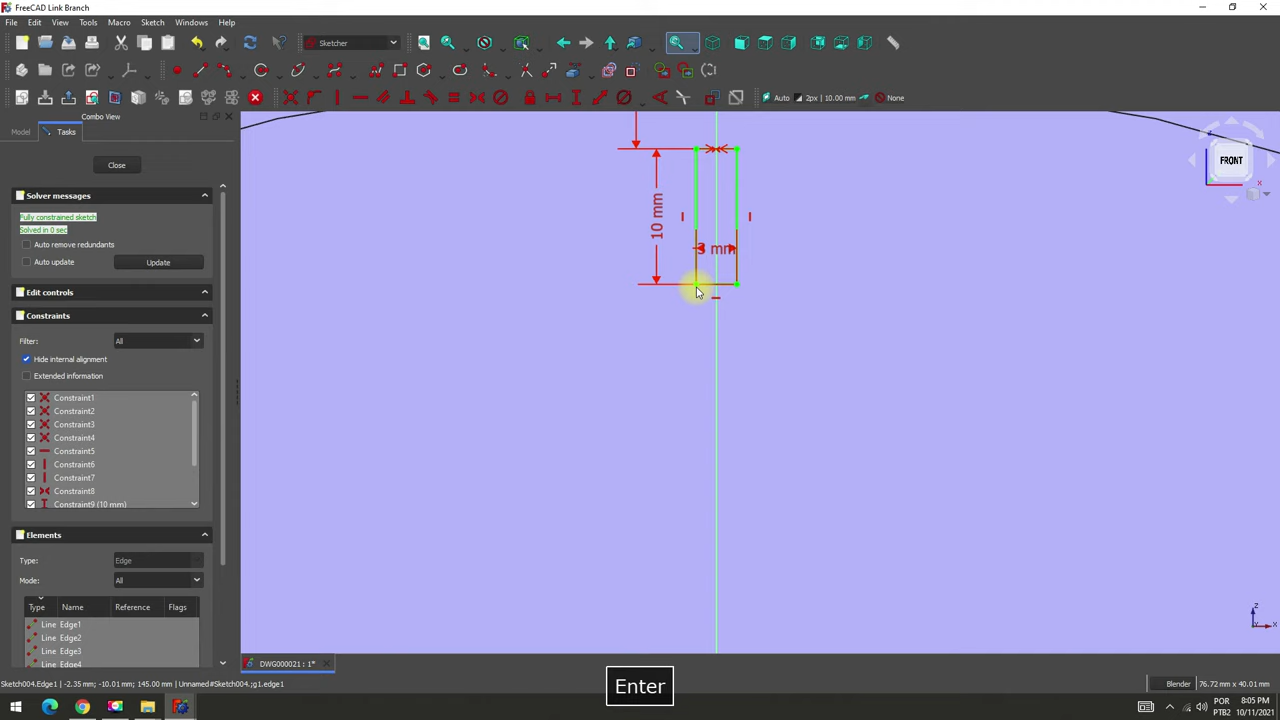 FreeCAD Link Branch
File Edit View Tools Macro Sketch Windows Help
Sketcher
Auto 2px | 10.00 mm None
Combo View
Model Tasks
FRONT
Close
Solver messages
Fully constrained sketch
Solved in 0 sec
10 mm
3 mm
Auto remove redundants
Auto update Update
Edit controls
Constraints
Filter: All
Hide internal alignment
Extended information
Constraint1
Constraint2
Constraint3
Constraint4
Constraint5
Constraint6
Constraint7
Constraint8
Constraint9 (10 mm)
Elements
Type: Edge
Mode: All
Type Name Reference Flags
Line Edge1
Line Edge2
Line Edge3
Line Edge4
z
x
DWG000021 : 1*
Sketch004.Edge1 | -2.35 mm, -10.01 mm, 145.00 mm | Unnamed#Sketch004.;g1.edge1
Enter
Blender 76.72 mm x 40.01 mm
POR 8:05 PM
PTB2 10/11/2021